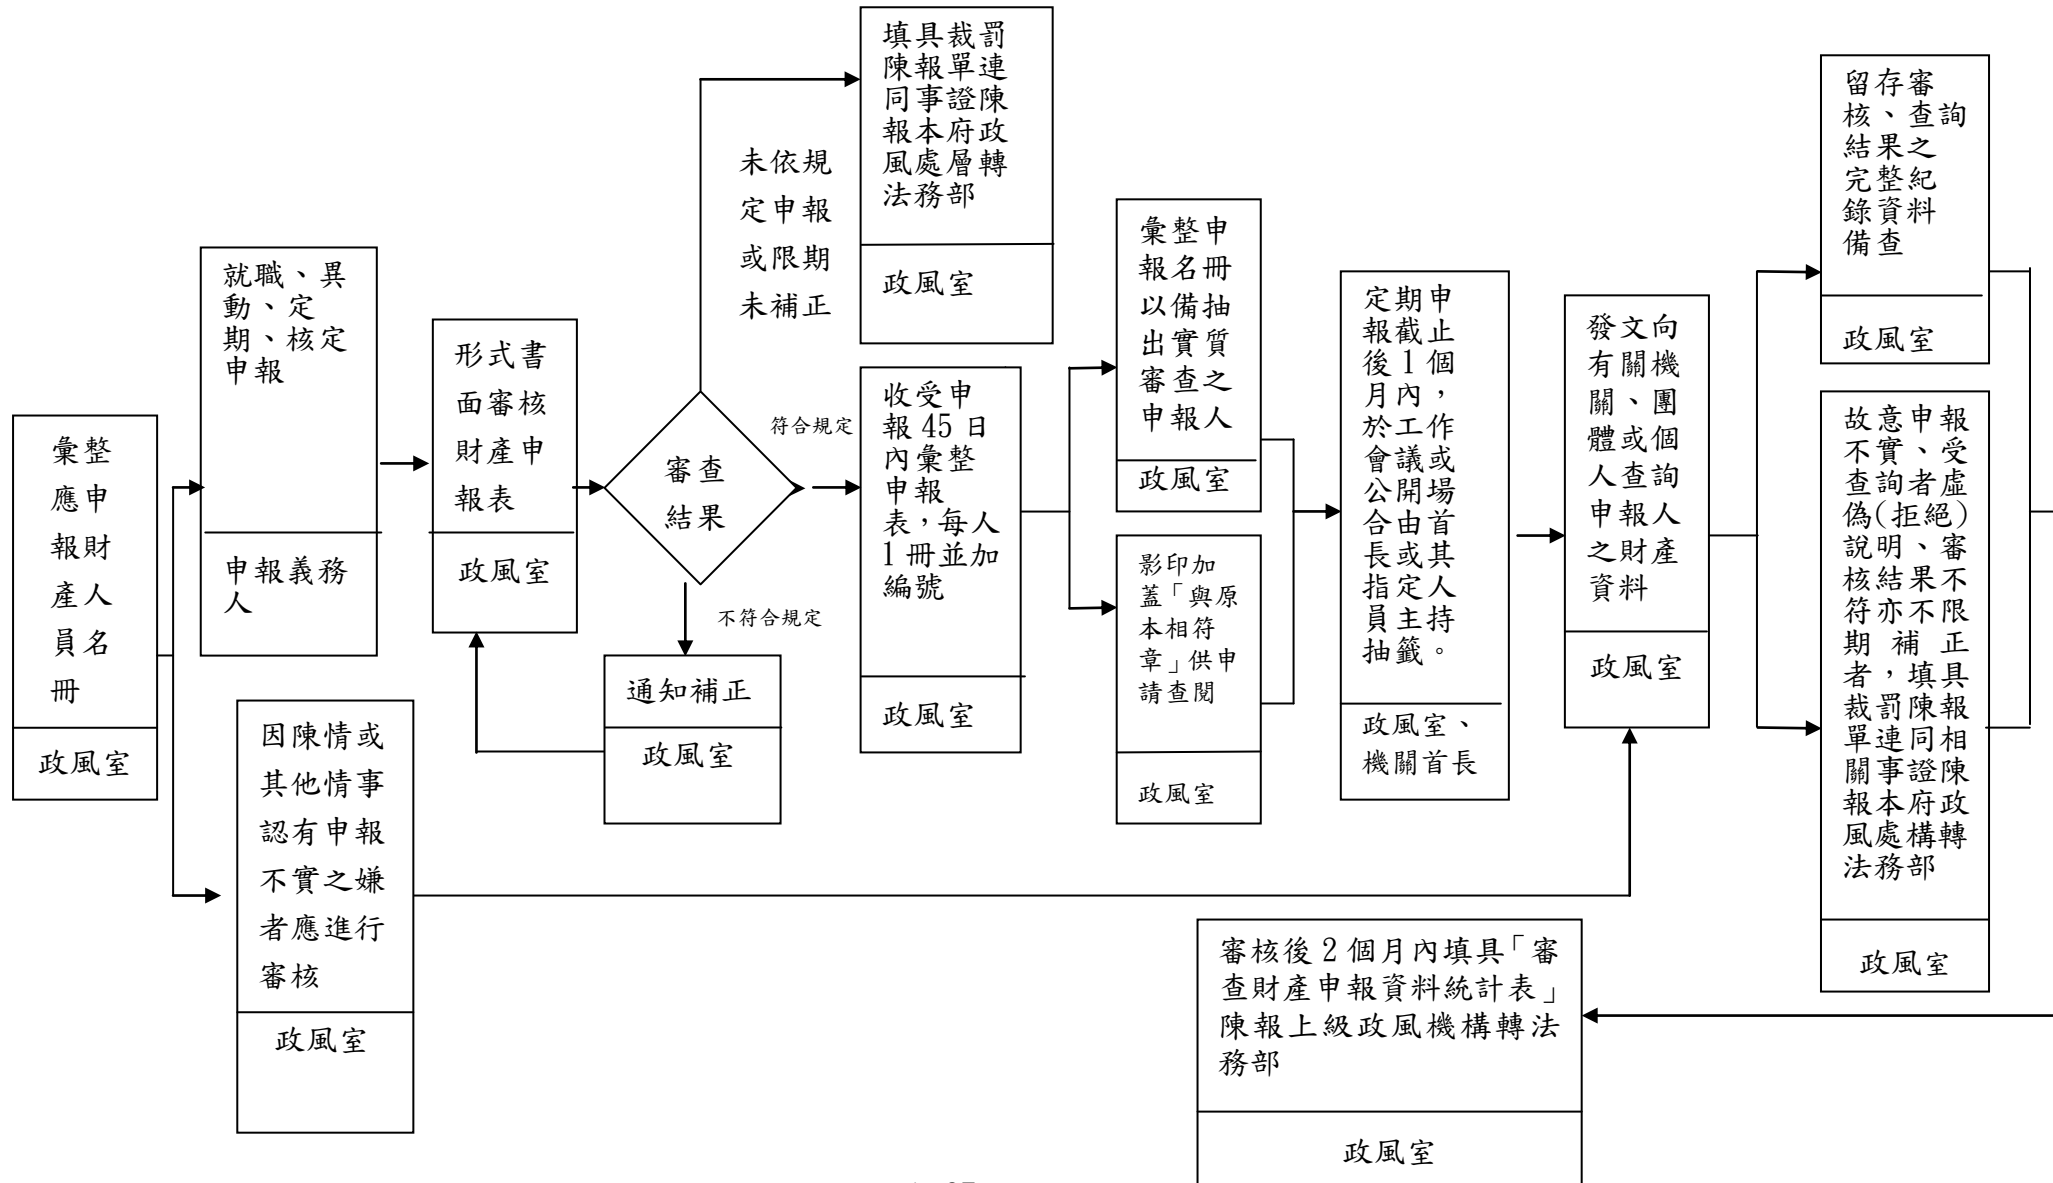 彙整
應申
報財
產人
員名
冊
政風室
就職、異
動、定
期、核定
申報
申報義務
人
因陳情或
其他情事
認有申報
不實之嫌
者應進行
審核
政風室
形式書
面審核
財產申
報表
政風室
審查
結果
未依規
定申報
或限期
未補正
符合規定
不符合規定
通知補正
政風室
填具裁罰
陳報單連
同事證陳
報本府政
風處層轉
法務部
政風室
收受申
報45日
內彙整
申報
表，每人
1冊並加
編號
政風室
彙整申
報名冊
以備抽
出實質
審查之
申報人
政風室
影印加
蓋「與原
本相符
章」供申
請查閱
政風室
定期申
報截止
後1個
月內，
於工作
會議或
公開場
合由首
長或其
指定人
員主持
抽籤。
政風室、
機關首長
發文向
有關機
關、團
體或個
人查詢
申報人
之財產
資料
政風室
留存審
核、查詢
結果之
完整紀
錄資料
備查
政風室
故意申報
不實、受
查詢者虛
偽(拒絕)
說明、審
核結果不
符亦不限
期補正
者，填具
裁罰陳報
單連同相
關事證陳
報本府政
風處構轉
法務部
政風室
審核後2個月內填具「審
查財產申報資料統計表」
陳報上級政風機構轉法
務部
政風室